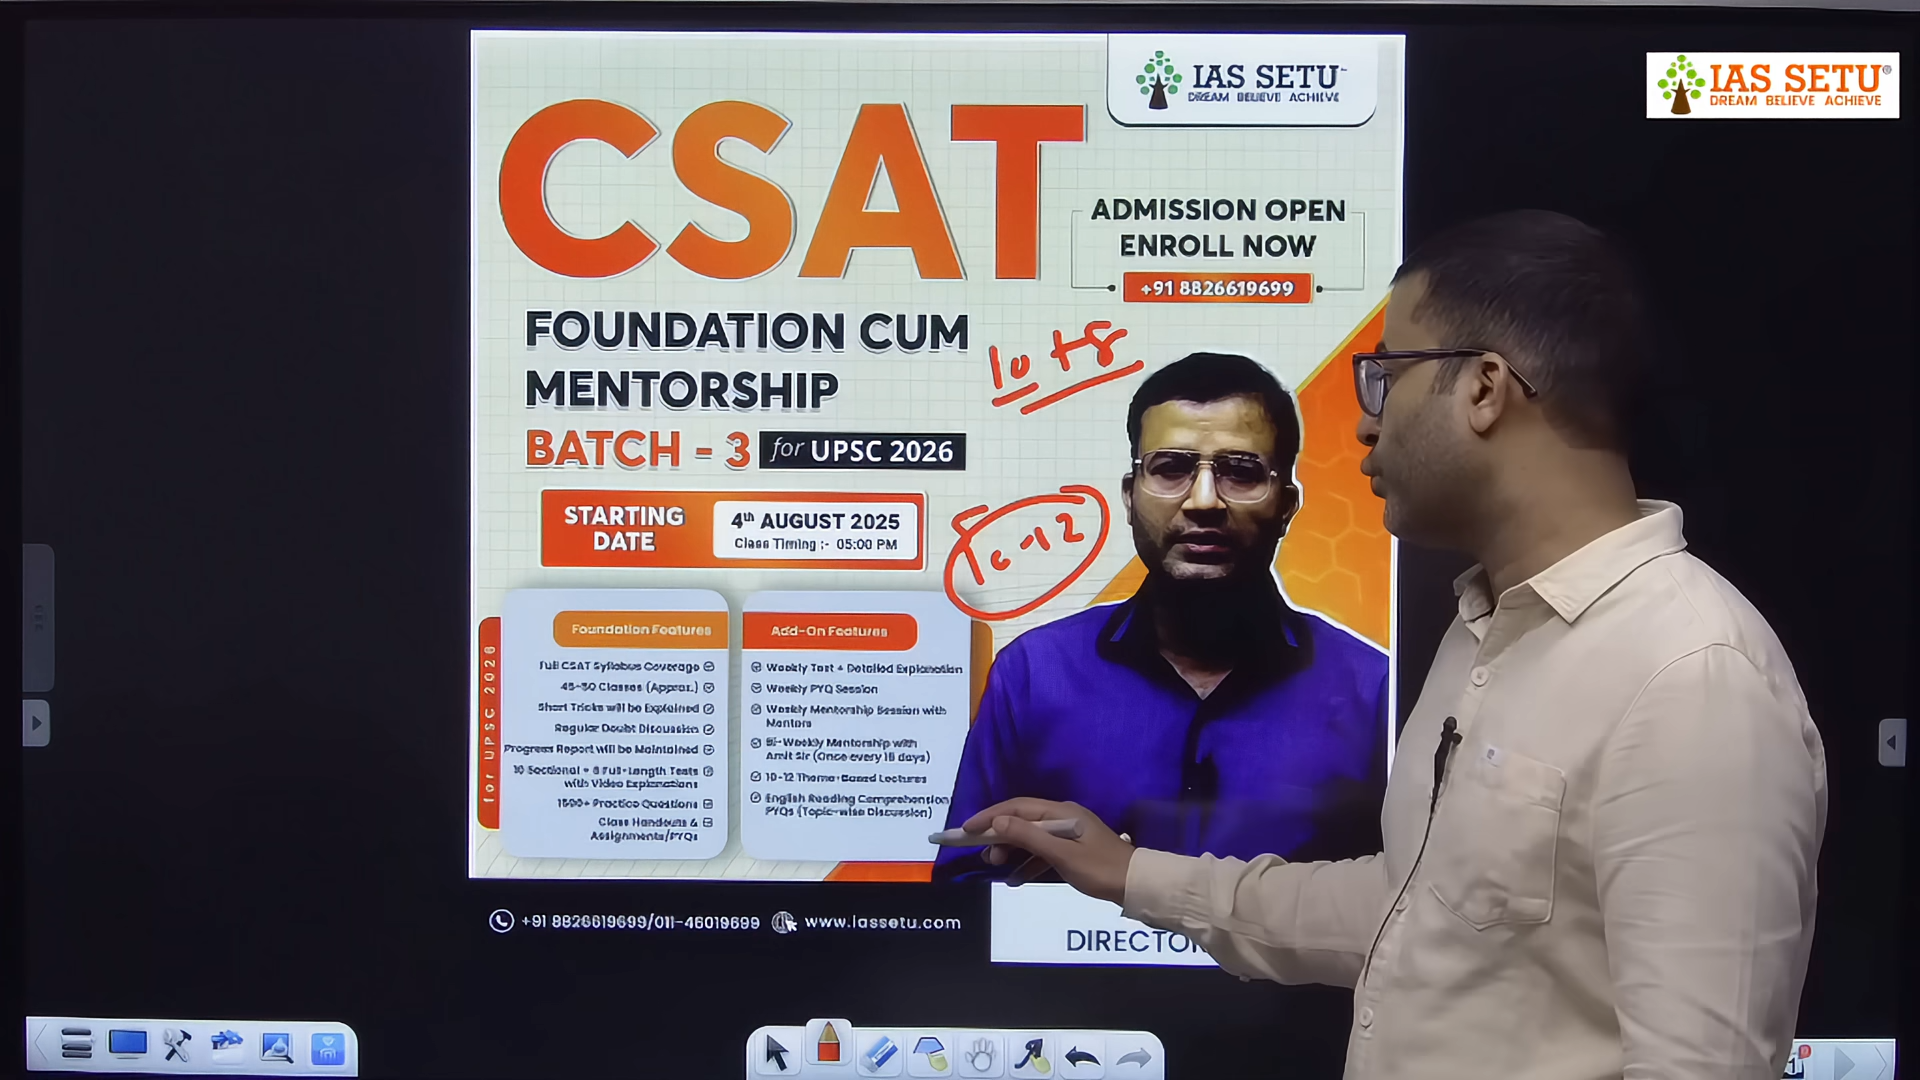 IAS SETU
DREAM BELIEVE ACHIEVE
IAS SETU
DREAM BELIEVE ACHIEVE
CSAT
ADMISSION OPEN
ENROLL NOW
+91 8826619699
FOUNDATION CUM
MENTORSHIP
BATCH - 3 for UPSC 2026
10 + 8
10-12
STARTING
DATE
4th AUGUST 2025
Class Timing :- 05:00 PM
for UPSC 2026
Foundation Features
Full CSAT Syllabus Coverage
45-50 Classes (Approx.)
Short Tricks will be Explained
Regular Doubt Discussion
Progress Report will be Maintained
10 Sectional + 8 Full-Length Tests
with Video Explanations
1500+ Practice Questions
Class Handouts &
Assignments/PYQs
Add-On Features
Weekly Test + Detailed Explanation
Weekly PYQ Session
Weekly Mentorship Session with
Mentors
Bi-Weekly Mentorship with
Amit Sir (Once every 15 days)
10-12 Theme-Based Lectures
English Reading Comprehension
PYQs (Topic-wise Discussion)
+91 8826619699/011-46019699 www.iassetu.com
DIRECTOR